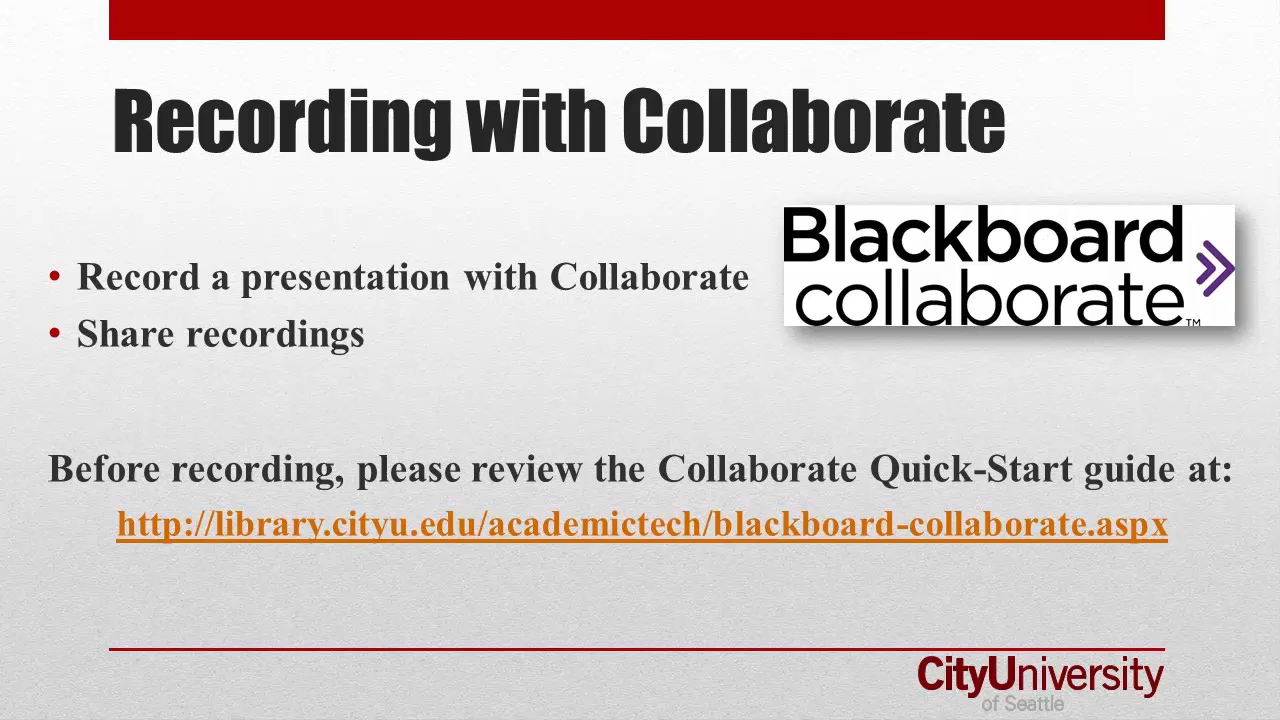 Recording with Collaborate
Blackboard
collaborate™
• Record a presentation with Collaborate
• Share recordings
Before recording, please review the Collaborate Quick-Start guide at:
http://library.cityu.edu/academictech/blackboard-collaborate.aspx
CityUniversity
of Seattle